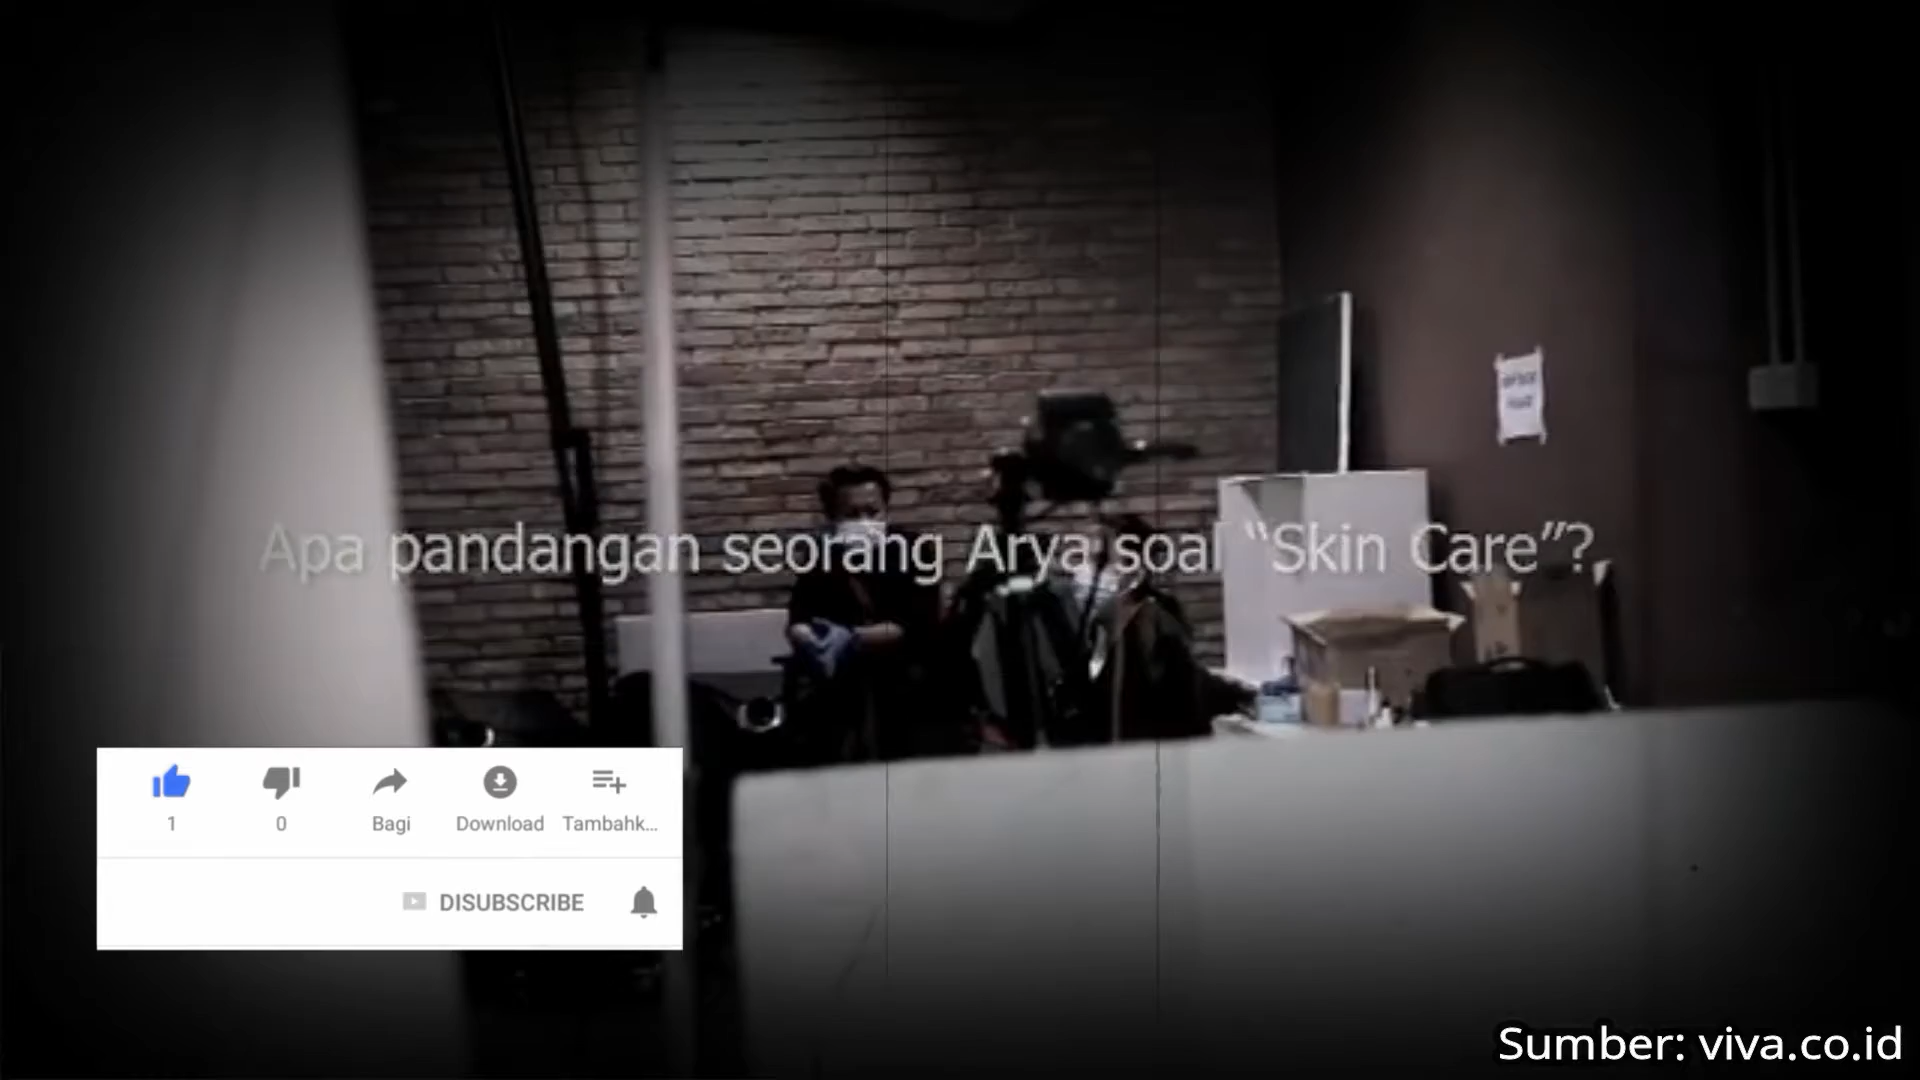 Apa pandangan seorang Arya soal “Skin Care”?
1
0
Bagi
Download
Tambahk...
DISUBSCRIBE
Sumber: viva.co.id